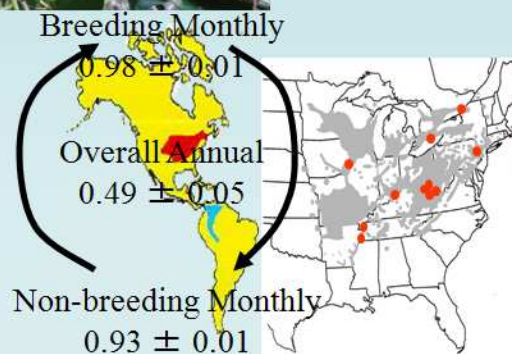 Breeding Monthly
0.98 ± 0.01
Overall Annual
0.49 ± 0.05
Non-breeding Monthly
0.93 ± 0.01